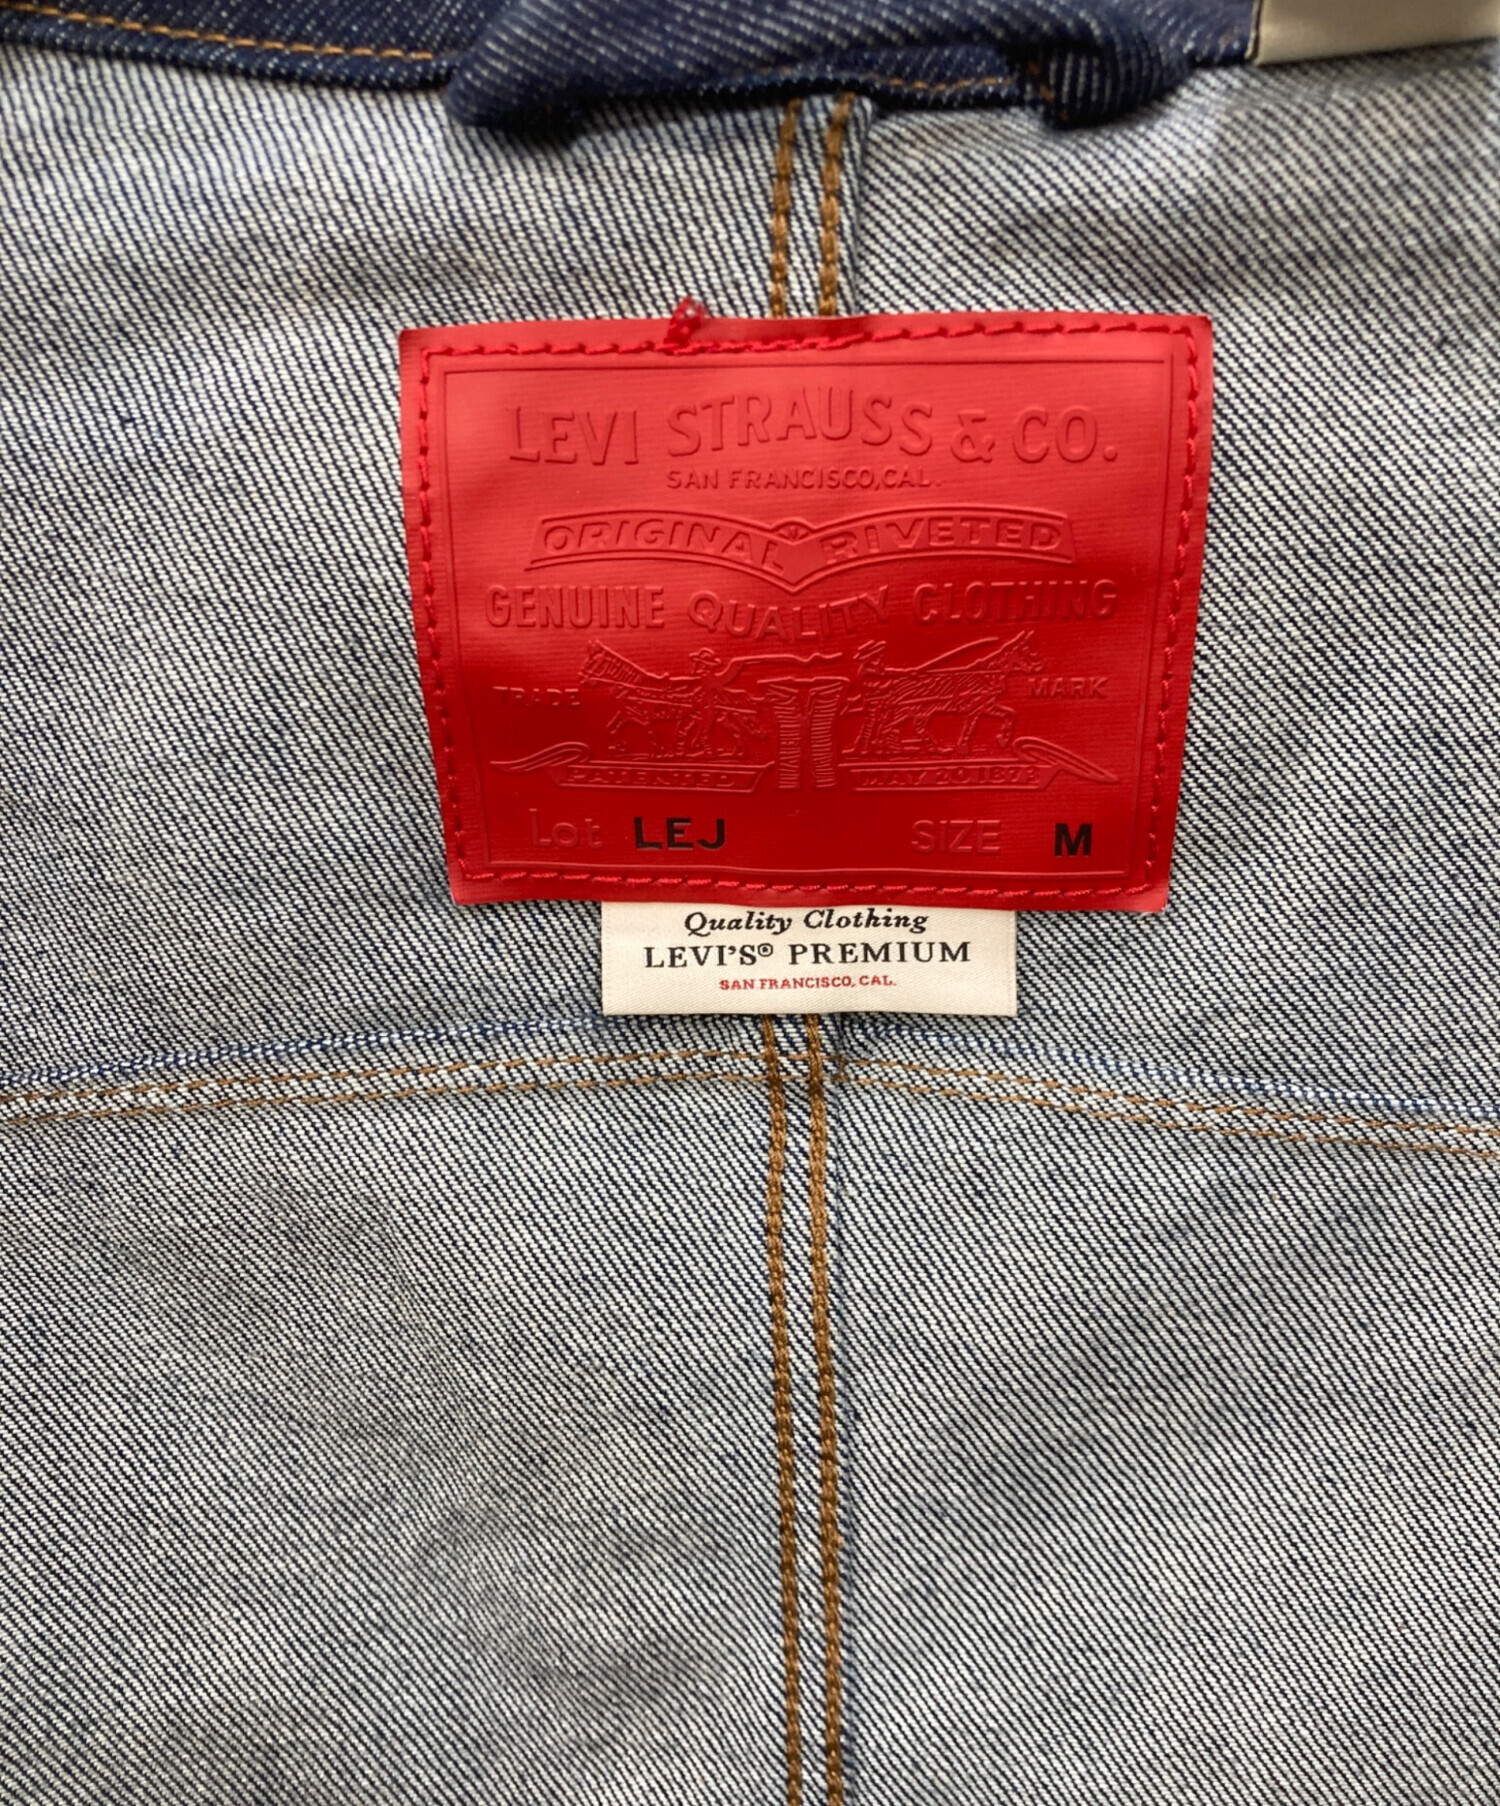 LEVI STRAUSS & CO.
SAN FRANCISCO, CAL.
ORIGINAL RIVETED
GENUINE QUALITY CLOTHING
TRADE MARK
PATENTED MAY 20 1873
Lot LEJ SIZE M
Quality Clothing
LEVI'S® PREMIUM
SAN FRANCISCO, CAL.